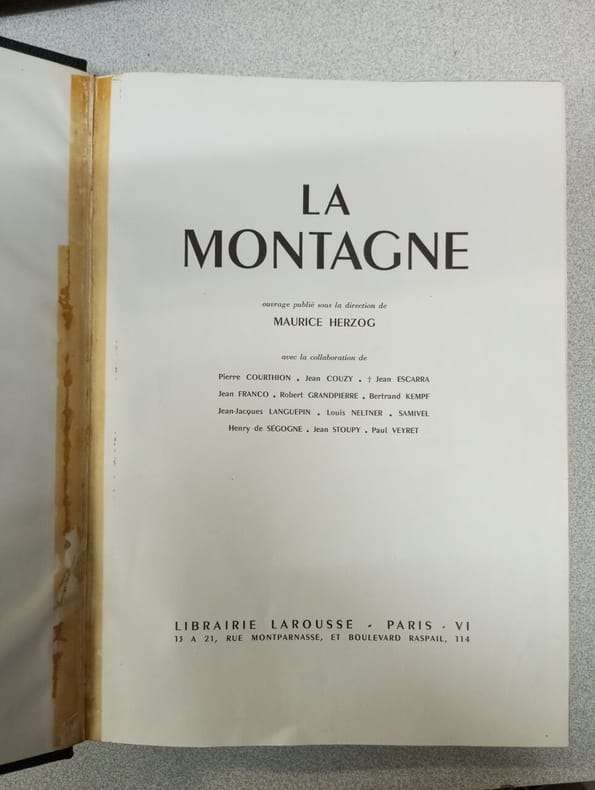 LA
MONTAGNE
ouvrage publié sous la direction de
MAURICE HERZOG
avec la collaboration de
Pierre COURTHION . Jean COUZY . † Jean ESCARRA
Jean FRANCO . Robert GRANDPIERRE . Bertrand KEMPF
Jean-Jacques LANGUEPIN . Louis NELTNER . SAMIVEL
Henry de SÉGOGNE . Jean STOUPY . Paul VEYRET
LIBRAIRIE LAROUSSE - PARIS - VI
13 A 21, RUE MONTPARNASSE, ET BOULEVARD RASPAIL, 114